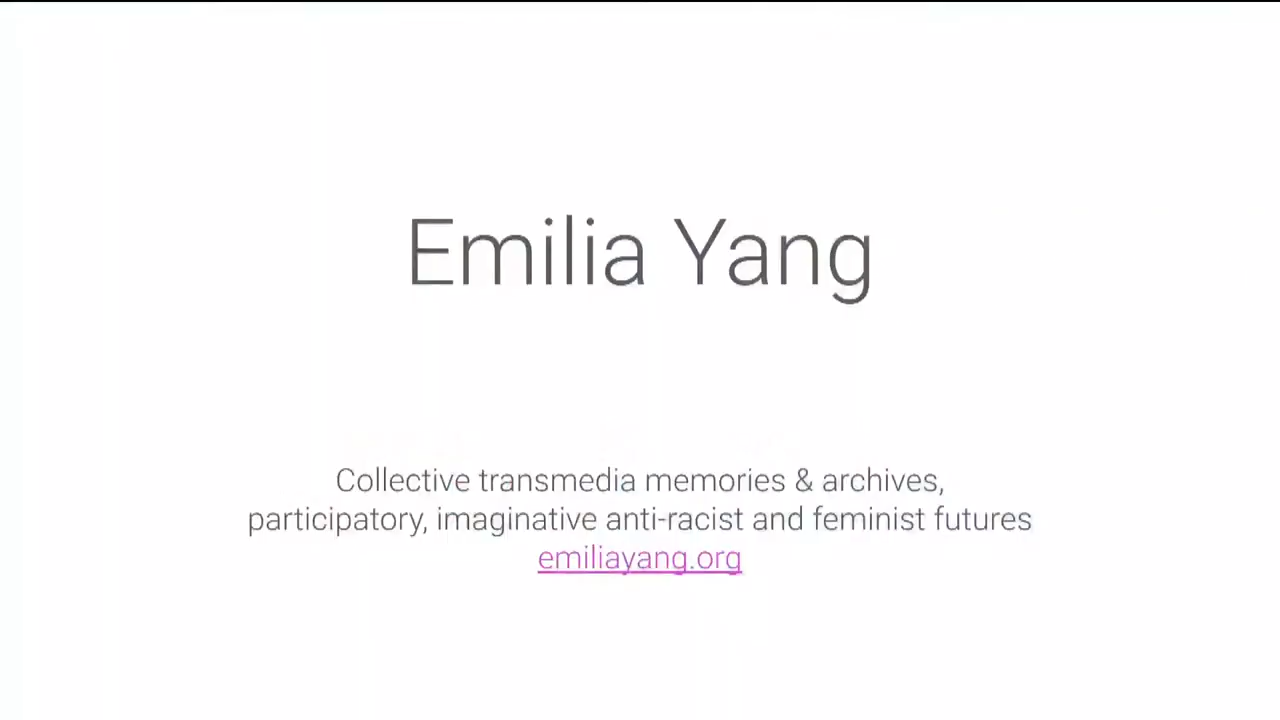 Emilia Yang
Collective transmedia memories & archives,
participatory, imaginative anti-racist and feminist futures
emiliayang.org